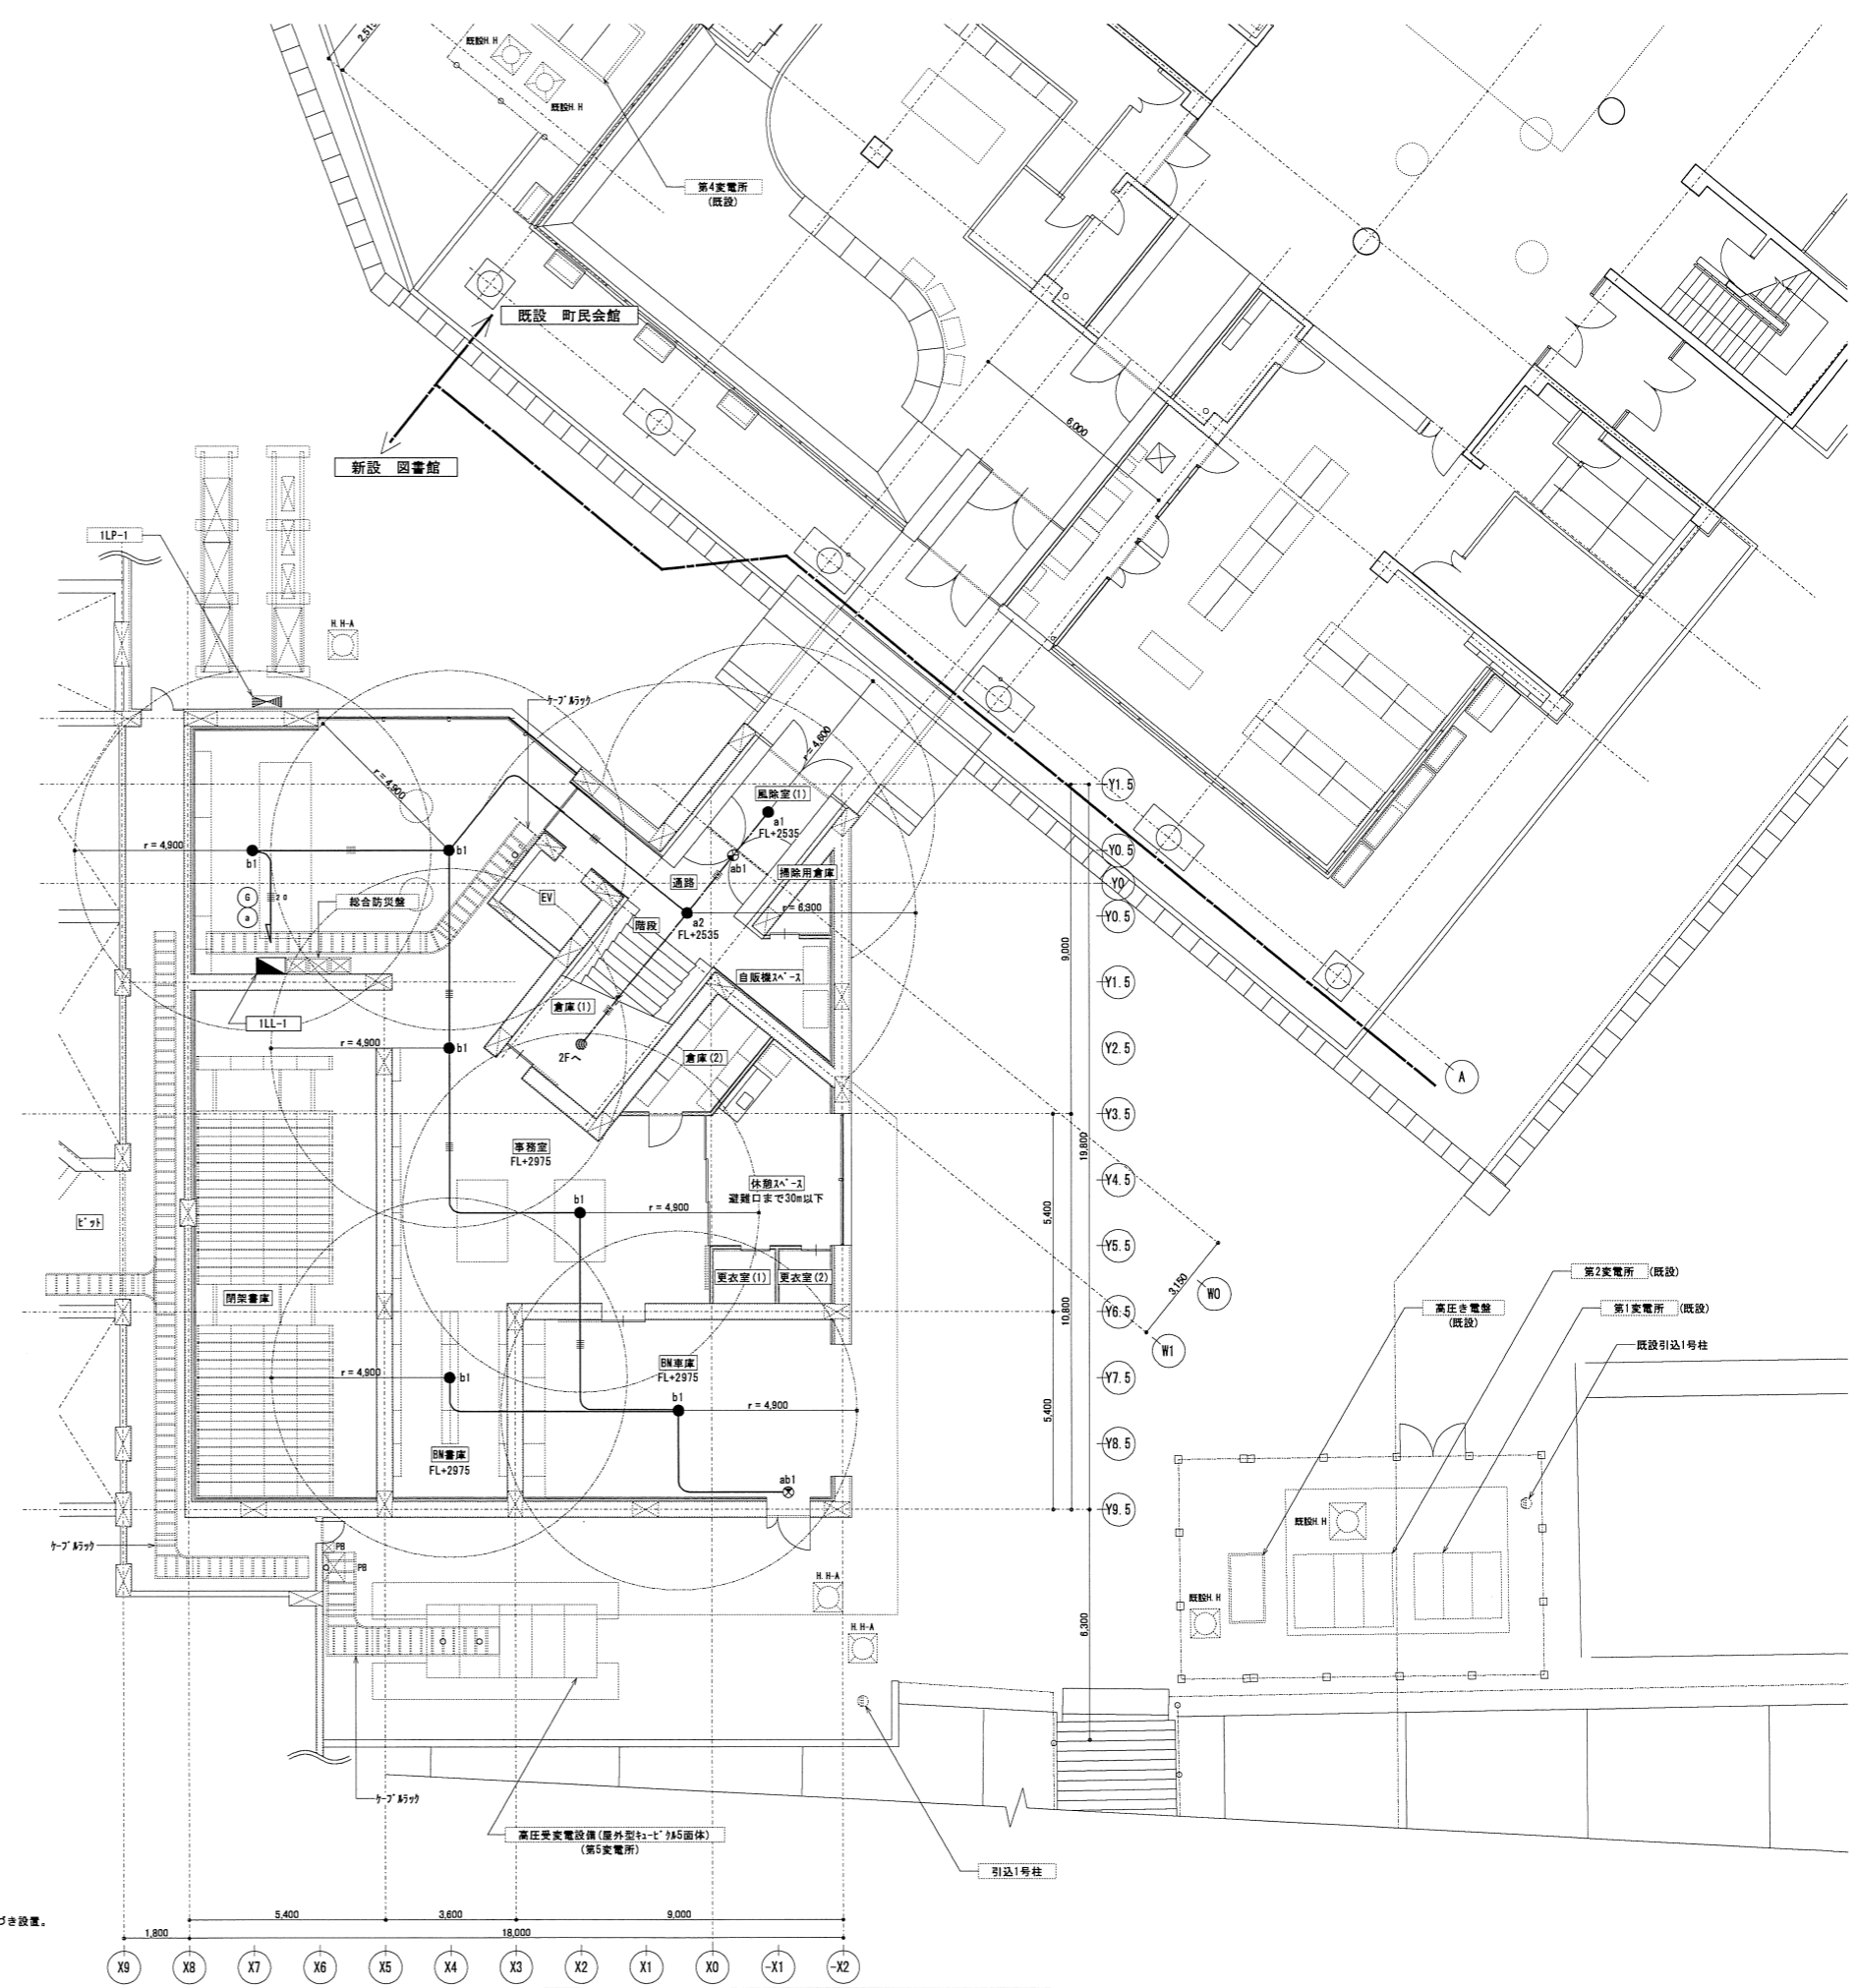 2,515
既設H.H
既設H.H
第4変電所
(既設)
既設 町民会館
新設 図書館
6,000
1LP-1
H.H-A
ケーブルラック
r=4,600
r=4,900
風除室(1)
a1
FL+2535
Y1.5
r=4,900
b1
b1
ab1
Y0.5
通路
掃除用倉庫
Y0
G
20
a
総合防災盤
EV
階段
a2
FL+2535
r=6,300
Y0.5
9,000
自販機スペース
Y1.5
倉庫(1)
1LL-1
r=4,900
b1
2Fへ
倉庫(2)
Y2.5
A
Y3.5
事務室
FL+2975
19,800
休憩スペース
避難口まで30m以下
Y4.5
ピット
b1
r=4,900
5,400
Y5.5
更衣室(1)
更衣室(2)
3,150
W0
第2変電所
(既設)
閉架書庫
Y6.5
10,800
高圧き電盤
(既設)
第1変電所
(既設)
W1
既設引込1号柱
BM車庫
FL+2975
r=4,900
b1
Y7.5
b1
r=4,900
5,400
BM書庫
FL+2975
Y8.5
ab1
Y9.5
既設H.H
ケーブルラック
PB
PB
H.H-A
既設H.H
H.H-A
6,300
ケーブルラック
高圧受変電設備(屋外型キュービクル5面体)
(第5変電所)
引込1号柱
づき設置。
5,400
3,600
9,000
1,800
18,000
X9
X8
X7
X6
X5
X4
X3
X2
X1
X0
-X1
-X2